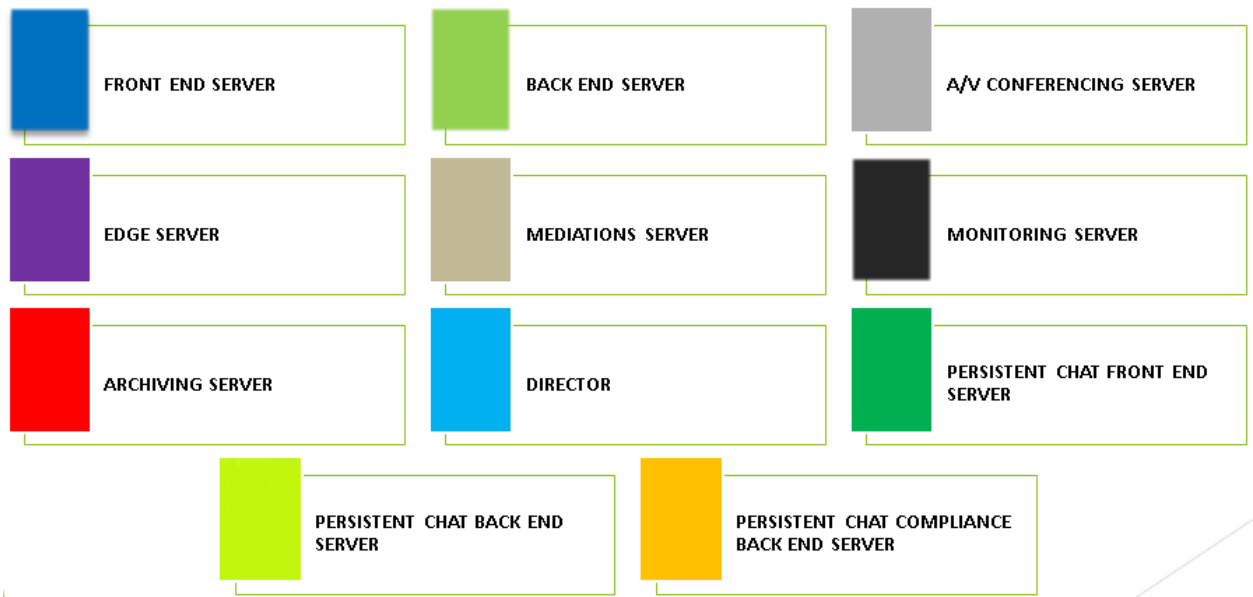 FRONT END SERVER
BACK END SERVER
A/V CONFERENCING SERVER
EDGE SERVER
MEDIATIONS SERVER
MONITORING SERVER
ARCHIVING SERVER
DIRECTOR
PERSISTENT CHAT FRONT END
SERVER
PERSISTENT CHAT BACK END
SERVER
PERSISTENT CHAT COMPLIANCE
BACK END SERVER